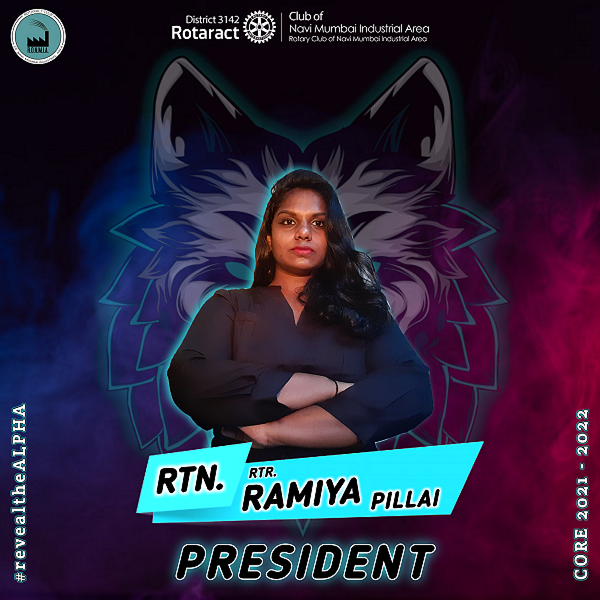 District 3142
Rotaract
Club of
Navi Mumbai Industrial Area
Rotary Club of Navi Mumbai Industrial Area
#revealtheALPHA
CORE 2021 - 2022
RTN.
RTR.
RAMIYA PILLAI
PRESIDENT